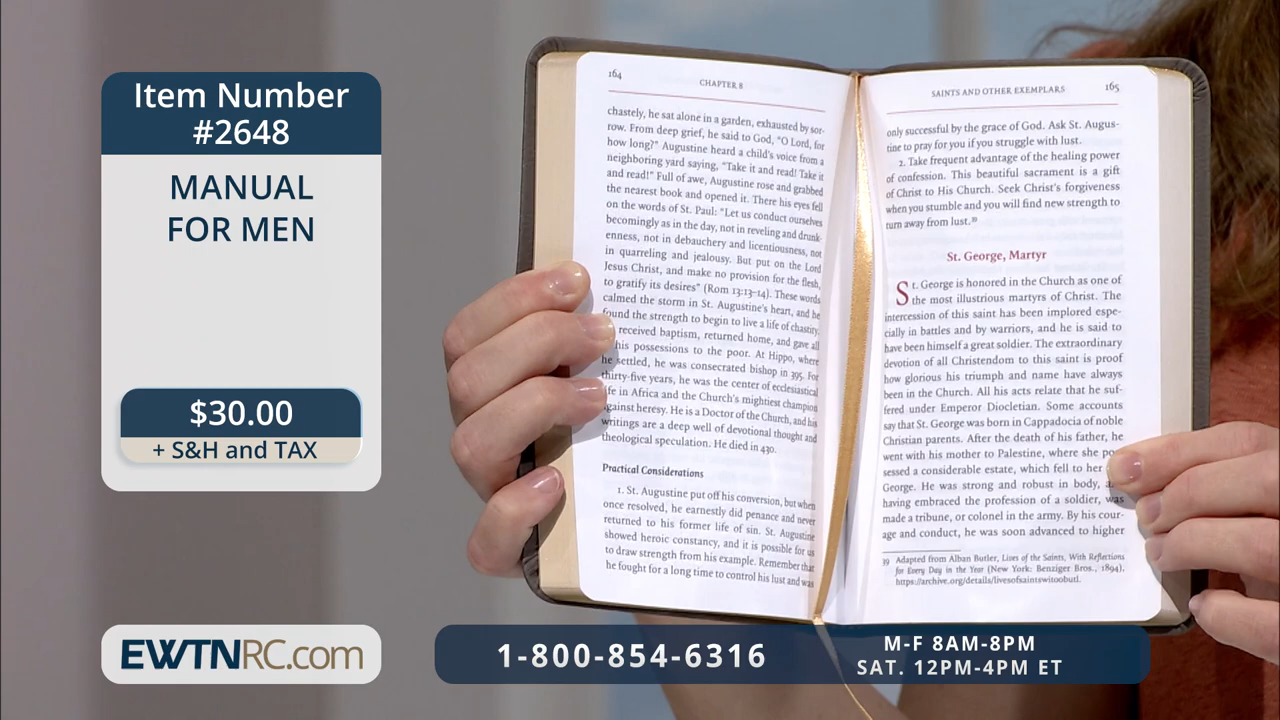 Item Number
#2648
MANUAL
FOR MEN
$30.00
+ S&H and TAX
EWTNRC.com
1-800-854-6316
M-F 8AM-8PM
SAT. 12PM-4PM ET
164
CHAPTER 8
chastely, he sat alone in a garden, exhausted by sor-
row. From deep grief, he said to God, “O Lord, for
how long?” Augustine heard a child’s voice from a
neighboring yard saying, “Take it and read! Take it
and read!” Full of awe, Augustine rose and grabbed
the nearest book and opened it. There his eyes fell
on the words of St. Paul: “Let us conduct ourselves
becomingly as in the day, not in reveling and drunk-
enness, not in debauchery and licentiousness, not
in quarreling and jealousy. But put on the Lord
Jesus Christ, and make no provision for the flesh,
to gratify its desires” (Rom 13:13–14). These words
calmed the storm in St. Augustine’s heart, and he
found the strength to begin to live a life of chastity.
received baptism, returned home, and gave all
his possessions to the poor. At Hippo, where
he settled, he was consecrated bishop in 395. For
thirty-five years, he was the center of ecclesiastical
life in Africa and the Church’s mightiest champion
against heresy. He is a Doctor of the Church, and his
writings are a deep well of devotional thought and
theological speculation. He died in 430.
Practical Considerations
1. St. Augustine put off his conversion, but when
once resolved, he earnestly did penance and never
returned to his former life of sin. St. Augustine
showed heroic constancy, and it is possible for us
to draw strength from his example. Remember that
he fought for a long time to control his lust and was
SAINTS AND OTHER EXEMPLARS
165
only successful by the grace of God. Ask St. Augus-
tine to pray for you if you struggle with lust.
2. Take frequent advantage of the healing power
of confession. This beautiful sacrament is a gift
of Christ to His Church. Seek Christ’s forgiveness
when you stumble and you will find new strength to
turn away from lust.39
St. George, Martyr
St. George is honored in the Church as one of
the most illustrious martyrs of Christ. The
intercession of this saint has been implored espe-
cially in battles and by warriors, and he is said to
have been himself a great soldier. The extraordinary
devotion of all Christendom to this saint is proof
how glorious his triumph and name have always
been in the Church. All his acts relate that he suf-
fered under Emperor Diocletian. Some accounts
say that St. George was born in Cappadocia of noble
Christian parents. After the death of his father, he
went with his mother to Palestine, where she pos-
sessed a considerable estate, which fell to her
George. He was strong and robust in body, and
having embraced the profession of a soldier, was
made a tribune, or colonel in the army. By his cour-
age and conduct, he was soon advanced to higher
39 Adapted from Alban Butler, Lives of the Saints, With Reflections
for Every Day in the Year (New York: Benziger Bros., 1894),
https://archive.org/details/livesofsaintswitoobutl.